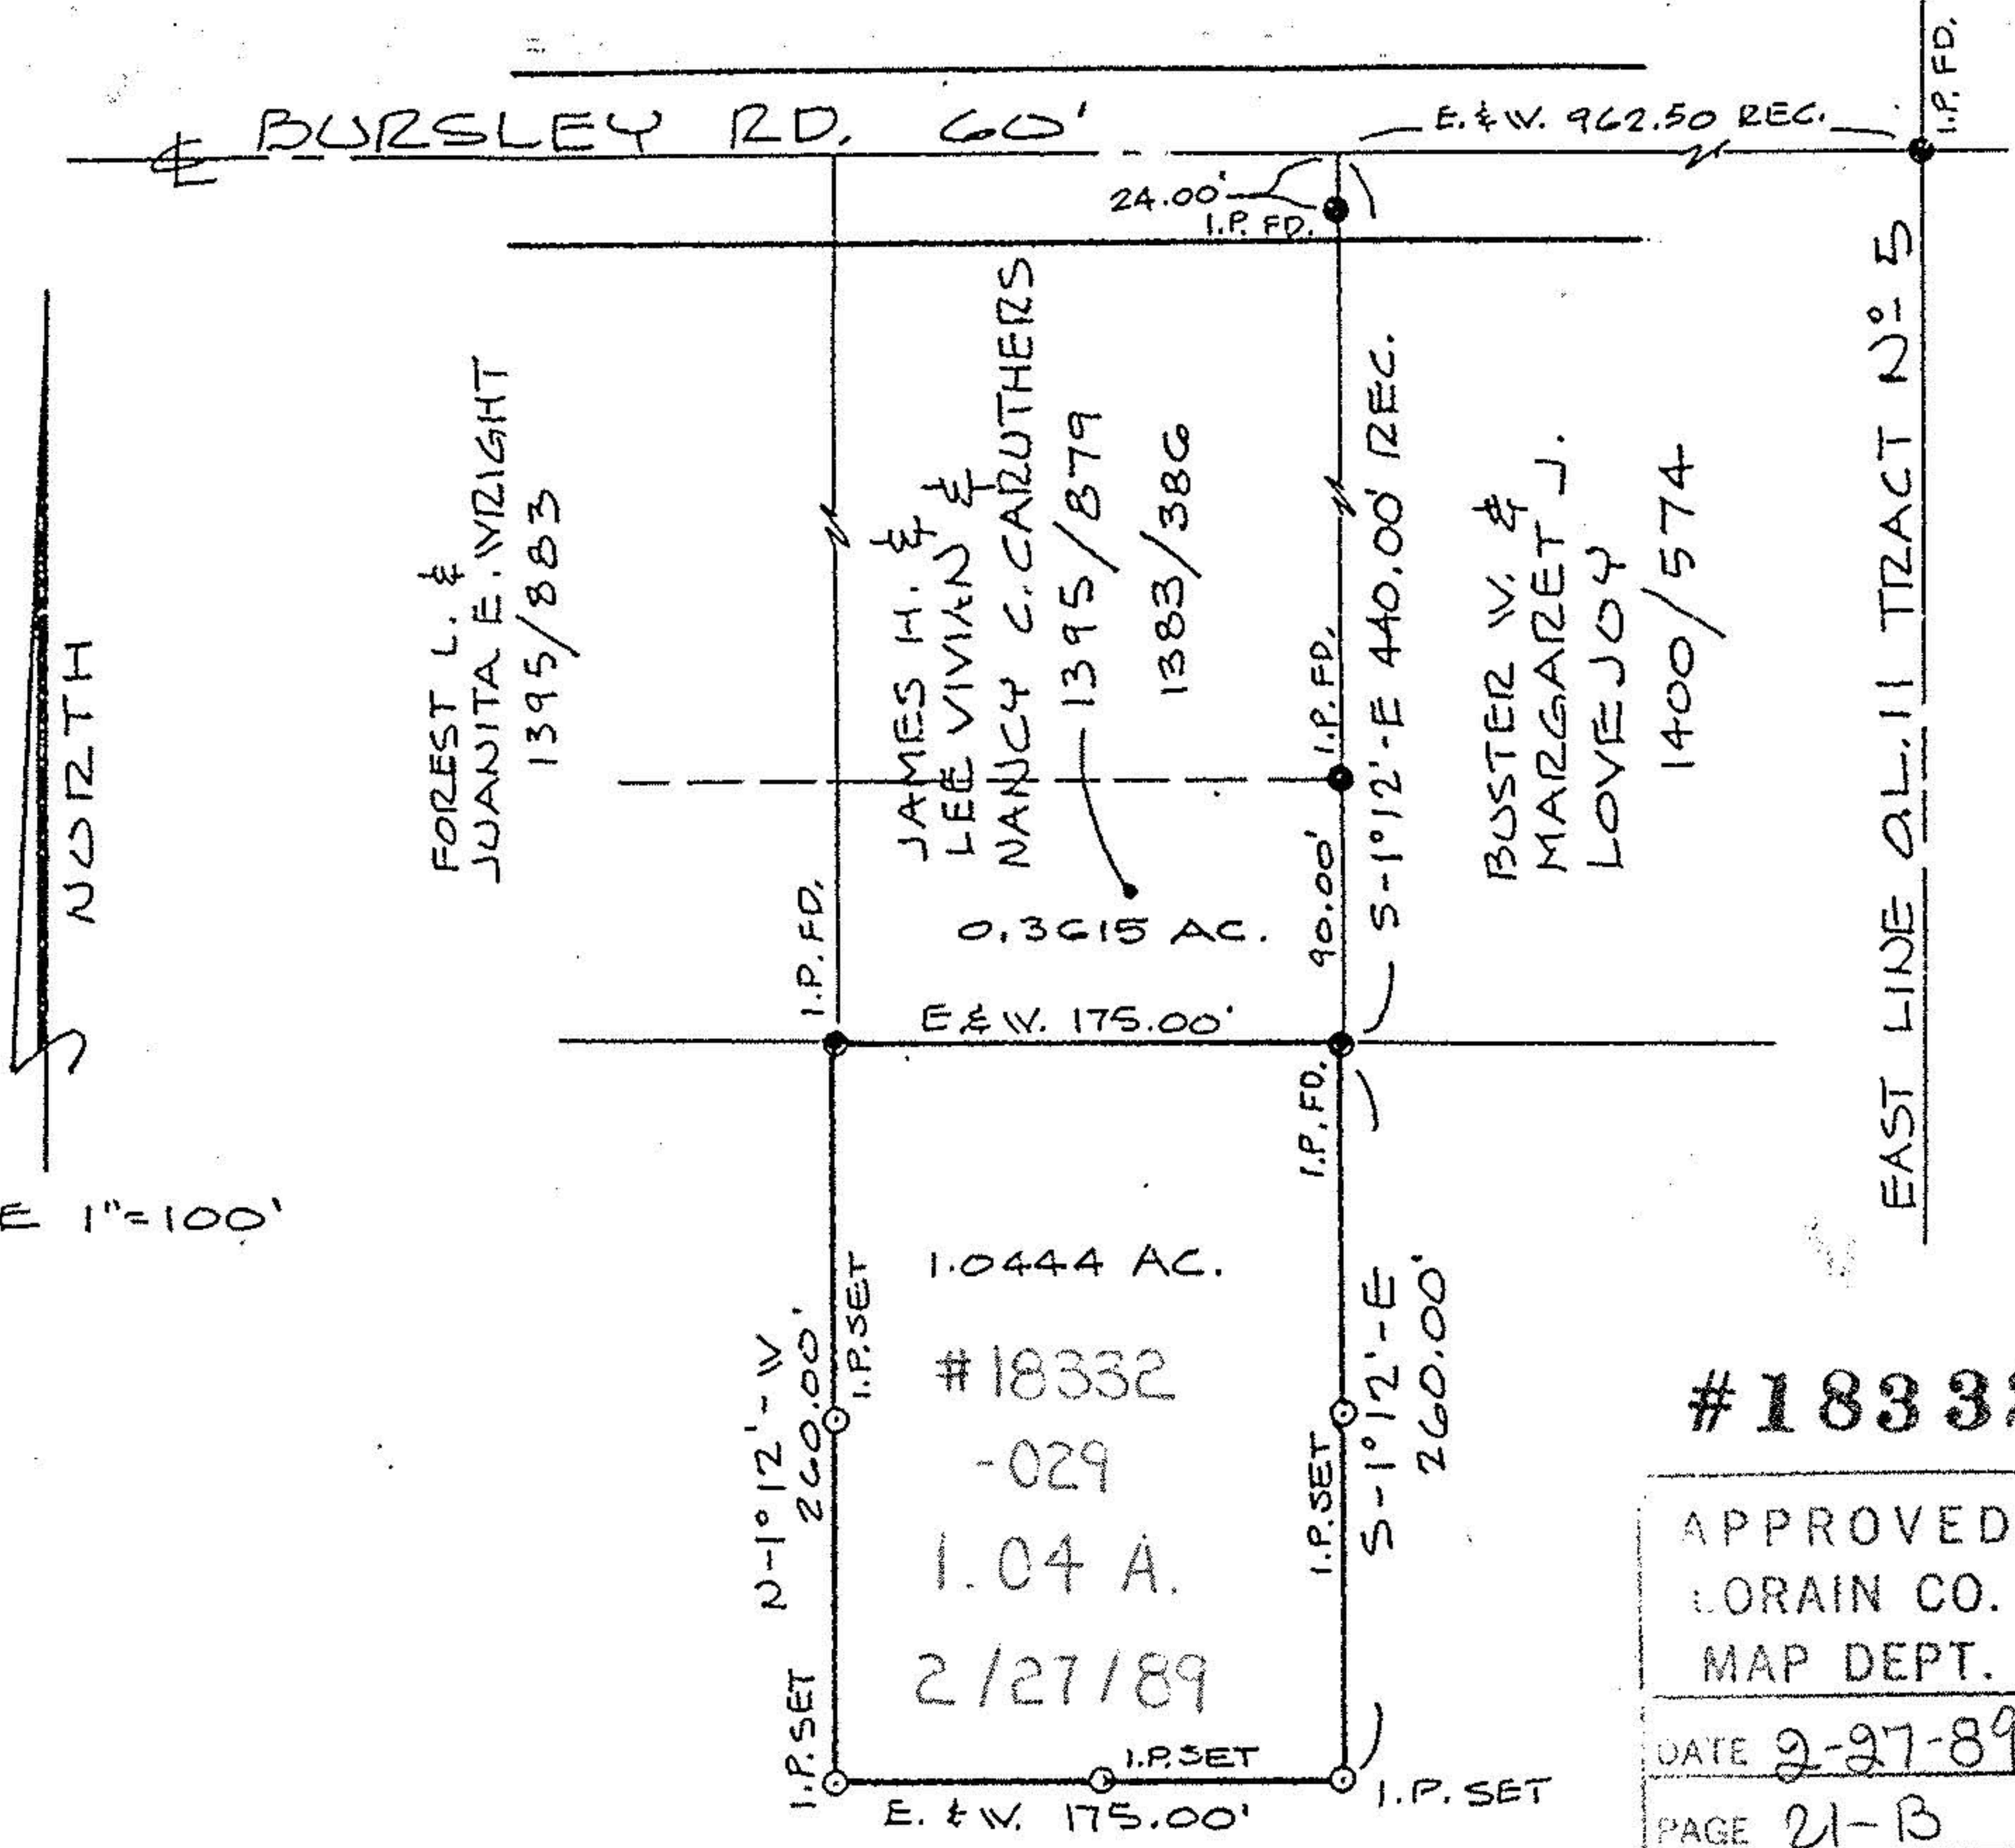 ℄ BURSLEY RD. 60'
E. & W. 962.50 REC.
I.P. FD.
24.00'
I.P. FD.
NORTH
FOREST L. &
JUANITA E. WRIGHT
1395/883
JAMES H. &
LEE VIVIAN &
NANCY C. CARUTHERS
1395/879
1383/386
S-1°12'-E 440.00' REC.
BUSTER W. &
MARGARET J.
LOVEJOY
1400/574
EAST LINE O.L. 11 TRACT Nº 5
I.P. FD.
I.P. FD.
90.00'
0.3615 AC.
E & W. 175.00'
I.P. FD.
E 1"=100'
1.0444 AC.
#18332
-029
1.04 A.
2/27/89
N-1°12'-W
260.00'
I.P. SET
I.P. SET
S-1°12'-E
260.00'
I.P. SET
I.P. SET
I.P. SET
E. & W. 175.00'
#18332
APPROVED
LORAIN CO.
MAP DEPT.
DATE 2-27-89
PAGE 21-B